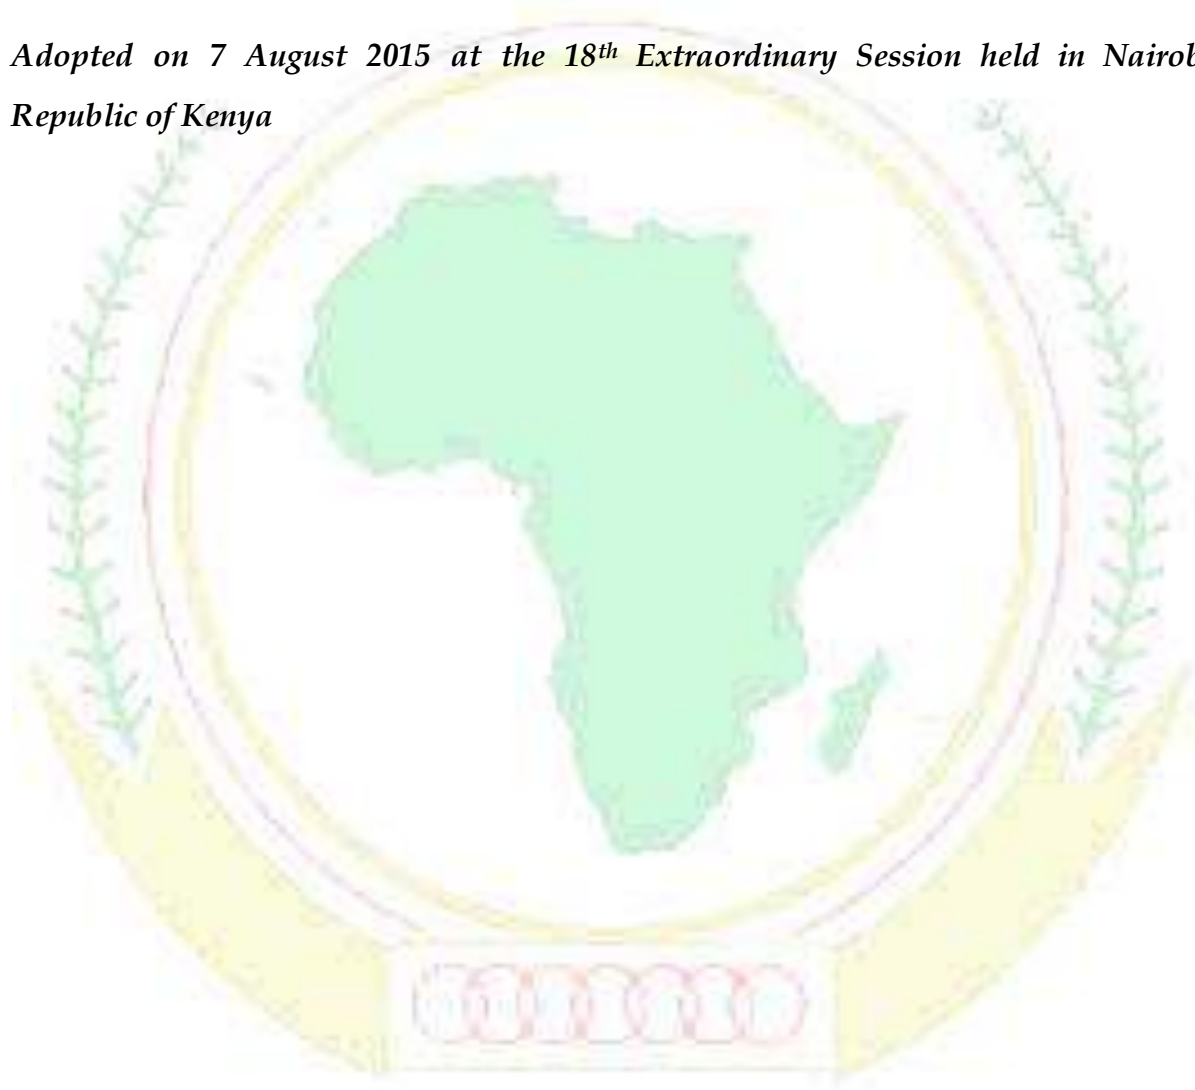 Adopted on 7 August 2015 at the 18th Extraordinary Session held in Nairob
Republic of Kenya